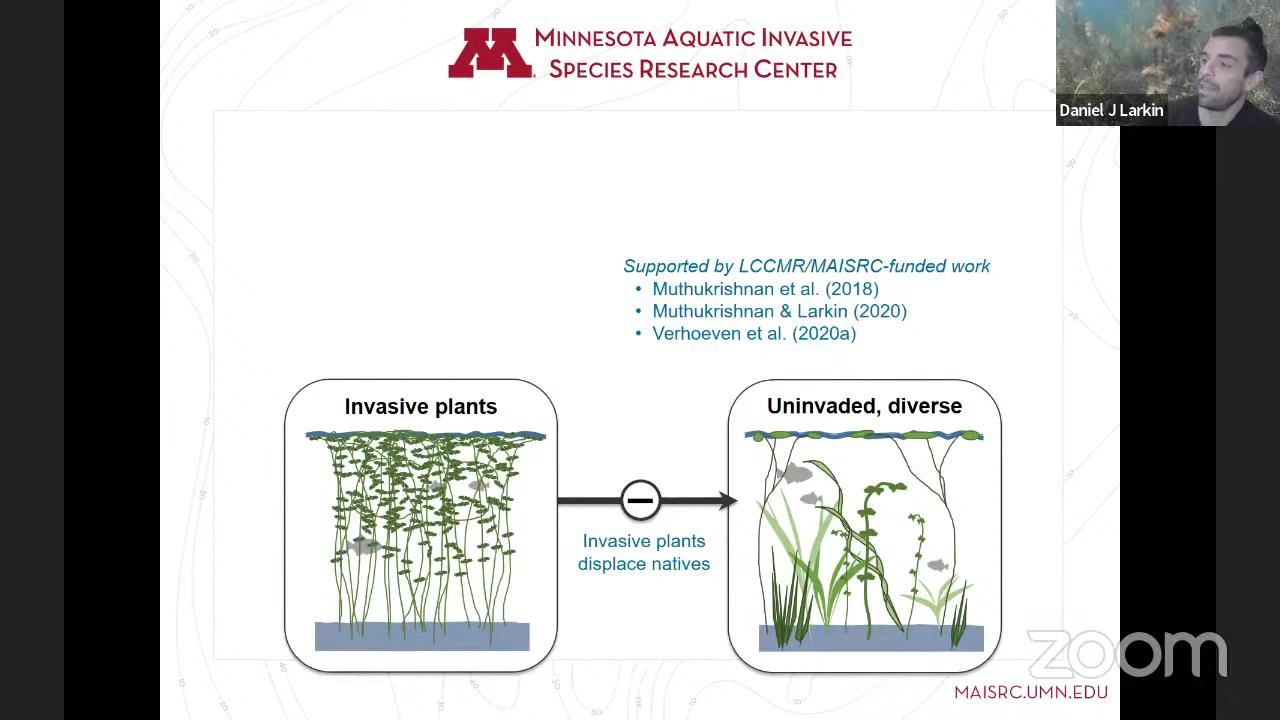 MINNESOTA AQUATIC INVASIVE
SPECIES RESEARCH CENTER
Daniel J Larkin
Supported by LCCMR/MAISRC-funded work
• Muthukrishnan et al. (2018)
• Muthukrishnan & Larkin (2020)
• Verhoeven et al. (2020a)
Invasive plants
Uninvaded, diverse
Invasive plants
displace natives
zoom
MAISRC.UMN.EDU